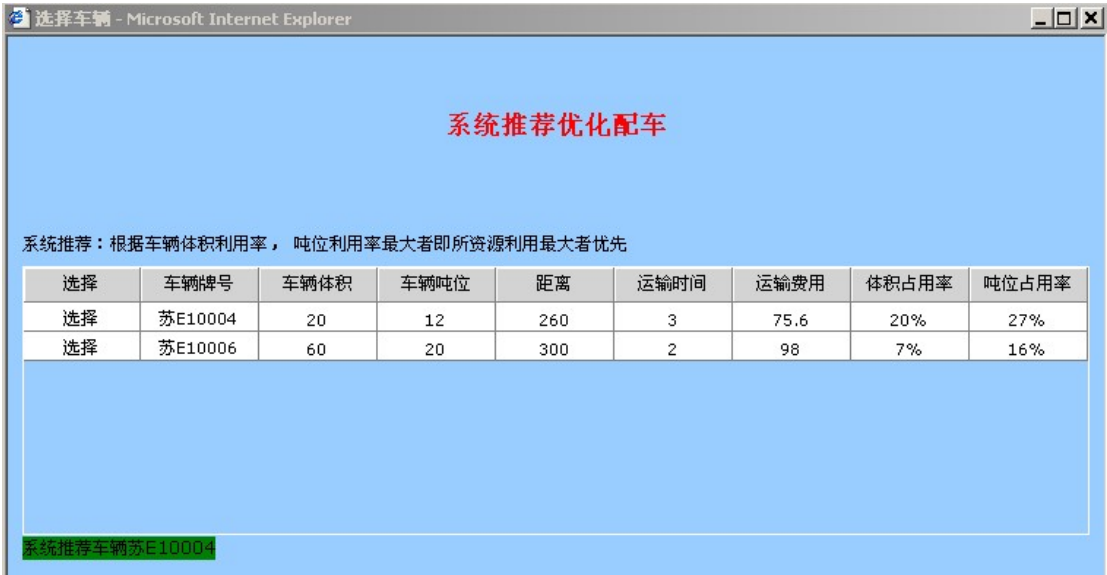 选择车辆 - Microsoft Internet Explorer
系统推荐优化配车
系统推荐：根据车辆体积利用率， 吨位利用率最大者即所资源利用最大者优先
选择 车辆牌号 车辆体积 车辆吨位 距离 运输时间 运输费用 体积占用率 吨位占用率
选择 苏E10004 20 12 260 3 75.6 20% 27%
选择 苏E10006 60 20 300 2 98 7% 16%
系统推荐车辆苏E10004